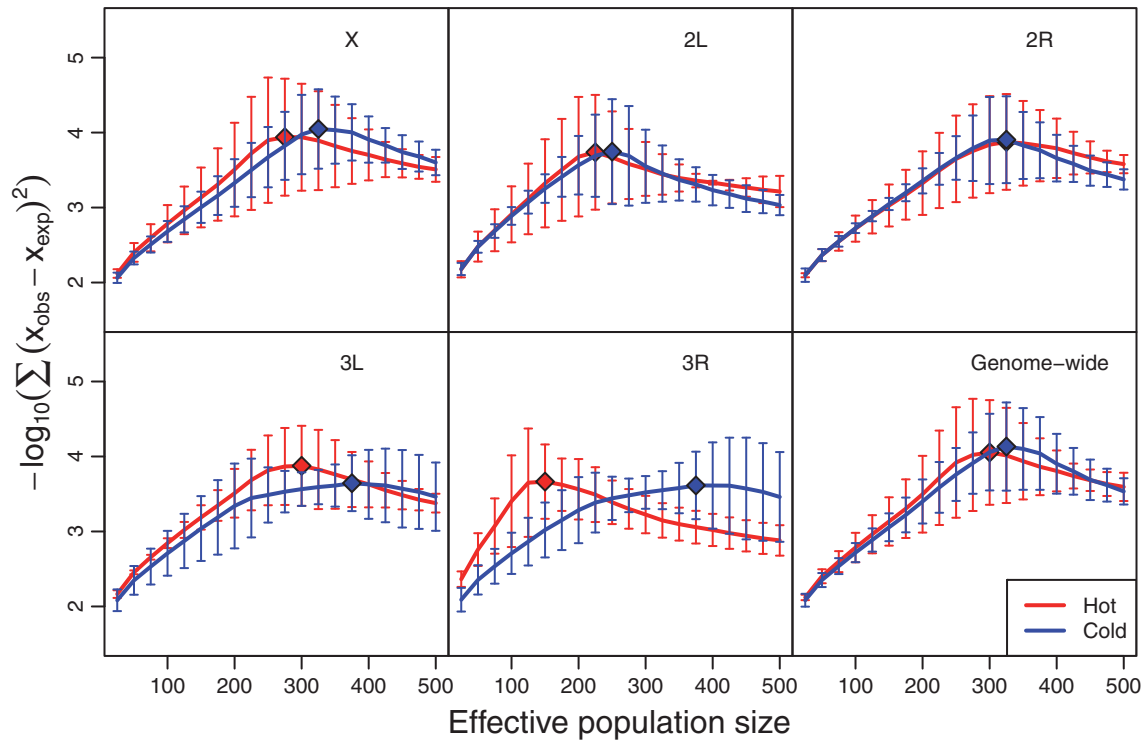 X
2L
2R
5
4
3
2
3L
3R
Genome−wide
5
4
3
2
−log10(∑(xobs−xexp)2)
Hot
Cold
100 200 300 400 500
100 200 300 400 500
100 200 300 400 500
Effective population size